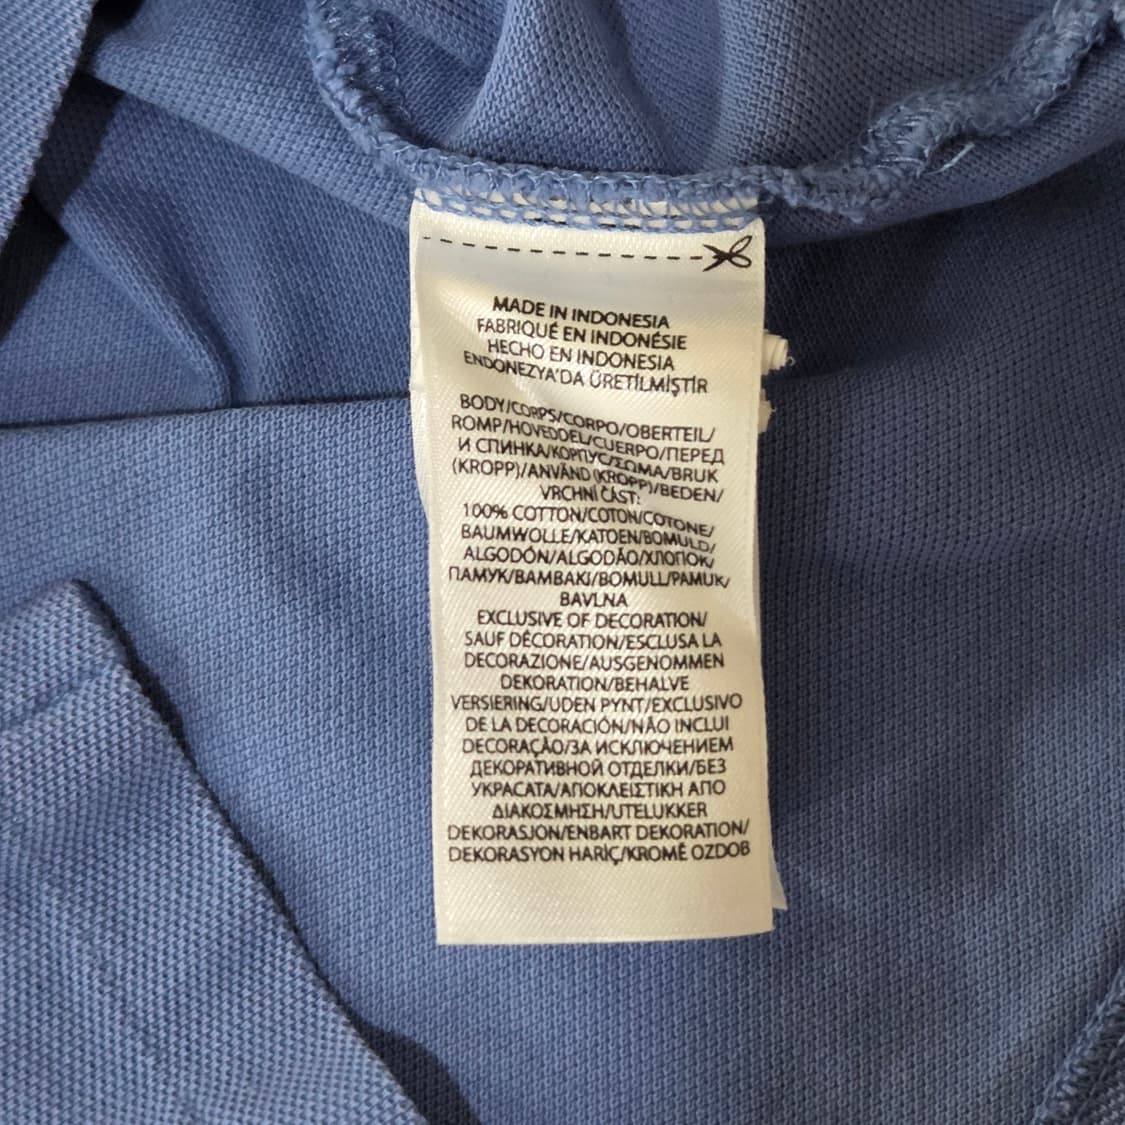 MADE IN INDONESIA
FABRIQUÉ EN INDONÉSIE
HECHO EN INDONESIA
ENDONEZYA'DA ÜRETİLMİŞTİR
BODY/CORPS/CORPO/OBERTEIL/
ROMP/HOVEDDEL/CUERPO/ПЕРЕД
И СПИНКА/КОРПУС/ΣΩΜΑ/BRUK
(KROPP)/ANVÄND (KROPP)/BEDEN/
VRCHNÍ ČÁST:
100% COTTON/COTON/COTONE/
BAUMWOLLE/KATOEN/BOMULD/
ALGODÓN/ALGODÃO/ХЛОПОК/
ПАМУК/ΒΑΜΒΑΚΙ/BOMULL/PAMUK/
BAVLNA
EXCLUSIVE OF DECORATION/
SAUF DÉCORATION/ESCLUSA LA
DECORAZIONE/AUSGENOMMEN
DEKORATION/BEHALVE
VERSIERING/UDEN PYNT/EXCLUSIVO
DE LA DECORACIÓN/NÃO INCLUI
DECORAÇÃO/ЗА ИСКЛЮЧЕНИЕМ
ДЕКОРАТИВНОЙ ОТДЕЛКИ/БЕЗ
УКРАСАТА/ΑΠΟΚΛΕΙΣΤΙΚΗ ΑΠΟ
ΔΙΑΚΟΣΜΗΣΗ/UTELUKKER
DEKORASJON/ENBART DEKORATION/
DEKORASYON HARİÇ/KROMĚ OZDOB